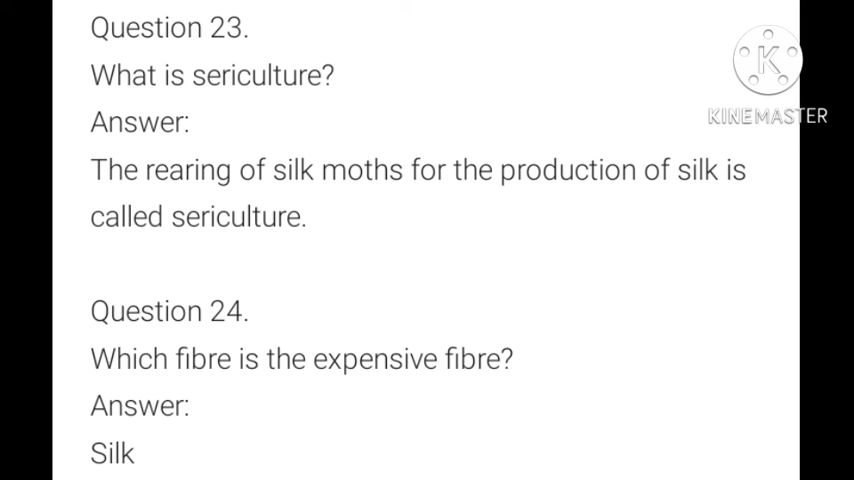 Question 23.
What is sericulture?
Answer:
The rearing of silk moths for the production of silk is
called sericulture.
Question 24.
Which fibre is the expensive fibre?
Answer:
Silk
K
KINEMASTER